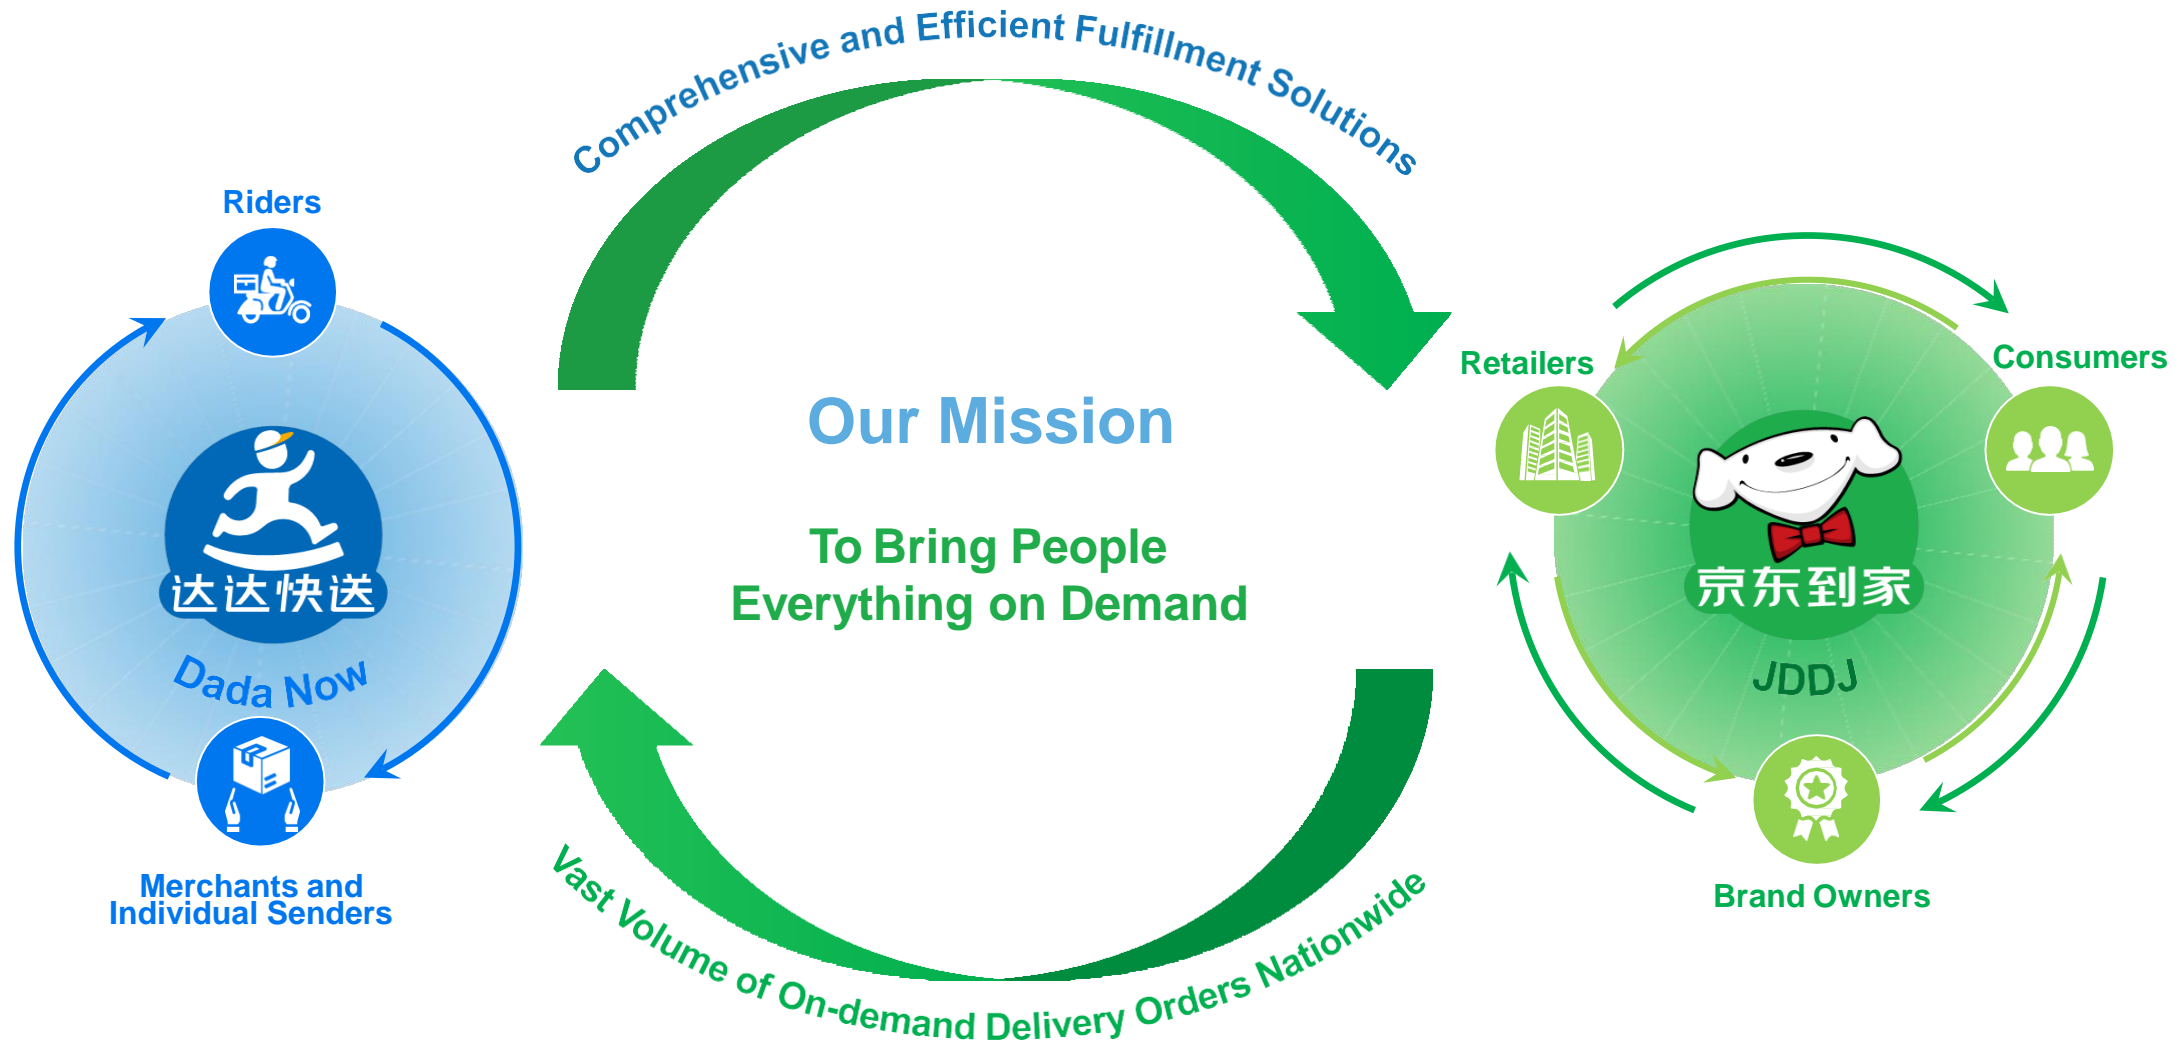 Comprehensive and Efficient Fulfillment Solutions
Riders
达达快送
Dada Now
Merchants and
Individual Senders
Our Mission
To Bring People
Everything on Demand
Retailers
Consumers
京东到家
JDDJ
Brand Owners
Vast Volume of On-demand Delivery Orders Nationwide